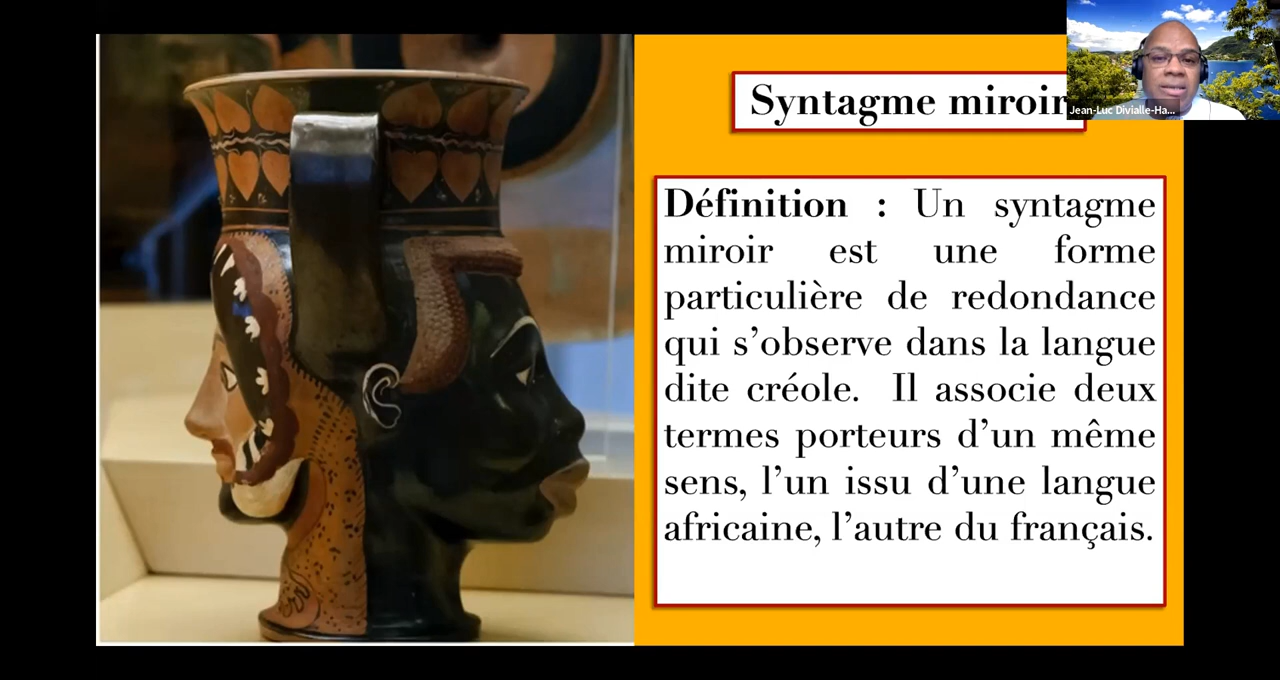 Syntagme miroir
Jean-Luc Divialle-Ha...
Définition : Un syntagme
miroir est une forme
particulière de redondance
qui s’observe dans la langue
dite créole. Il associe deux
termes porteurs d’un même
sens, l’un issu d’une langue
africaine, l’autre du français.